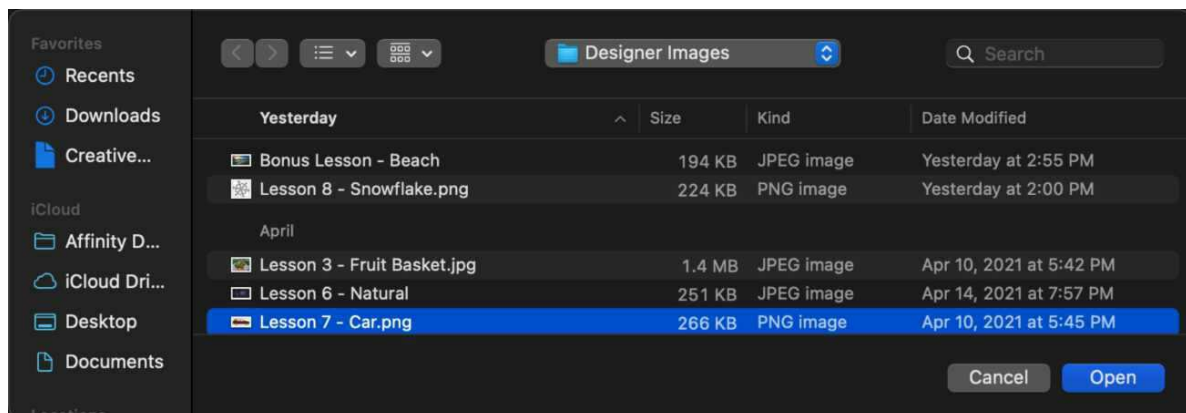 Favorites
Recents
Downloads
Creative...
iCloud
Affinity D...
iCloud Dri...
Desktop
Documents
Locations
Designer Images
Search
Yesterday Size Kind Date Modified
Bonus Lesson - Beach 194 KB JPEG image Yesterday at 2:55 PM
Lesson 8 - Snowflake.png 224 KB PNG image Yesterday at 2:00 PM
April
Lesson 3 - Fruit Basket.jpg 1.4 MB JPEG image Apr 10, 2021 at 5:42 PM
Lesson 6 - Natural 251 KB JPEG image Apr 14, 2021 at 7:57 PM
Lesson 7 - Car.png 266 KB PNG image Apr 10, 2021 at 5:45 PM
Cancel Open